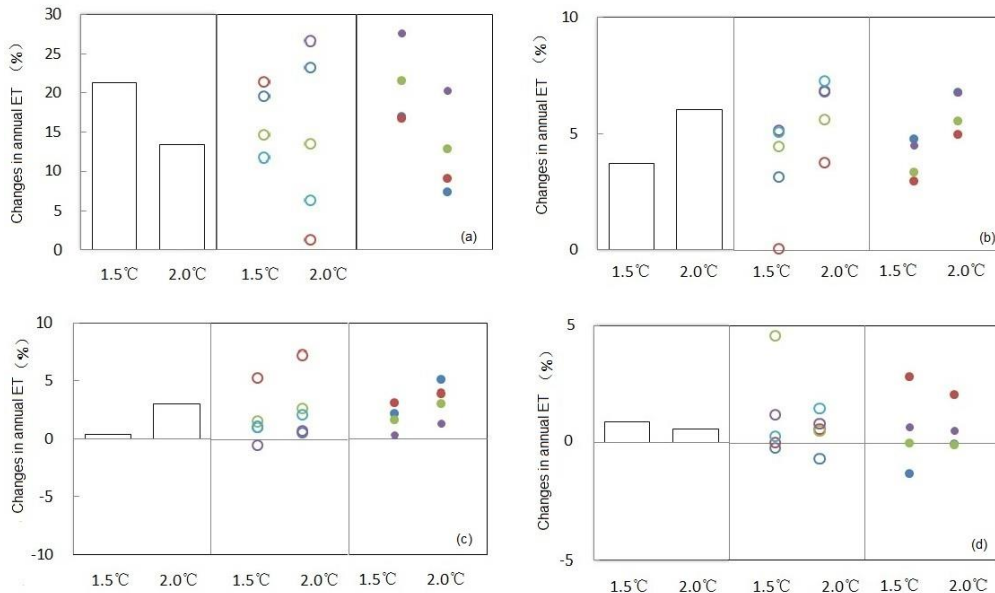 Changes in annual ET （%）
30
25
20
15
10
5
0
1.5℃ 2.0℃ 1.5℃ 2.0℃
(a)
Changes in annual ET （%）
10
5
0
1.5℃ 2.0℃ 1.5℃ 2.0℃ 1.5℃ 2.0℃
(b)
Changes in annual ET （%）
10
5
0
-5
-10
1.5℃ 2.0℃ 1.5℃ 2.0℃ 1.5℃ 2.0℃
(c)
Changes in annual ET （%）
5
0
-5
1.5℃ 2.0℃ 1.5℃ 2.0℃ 1.5℃ 2.0℃
(d)